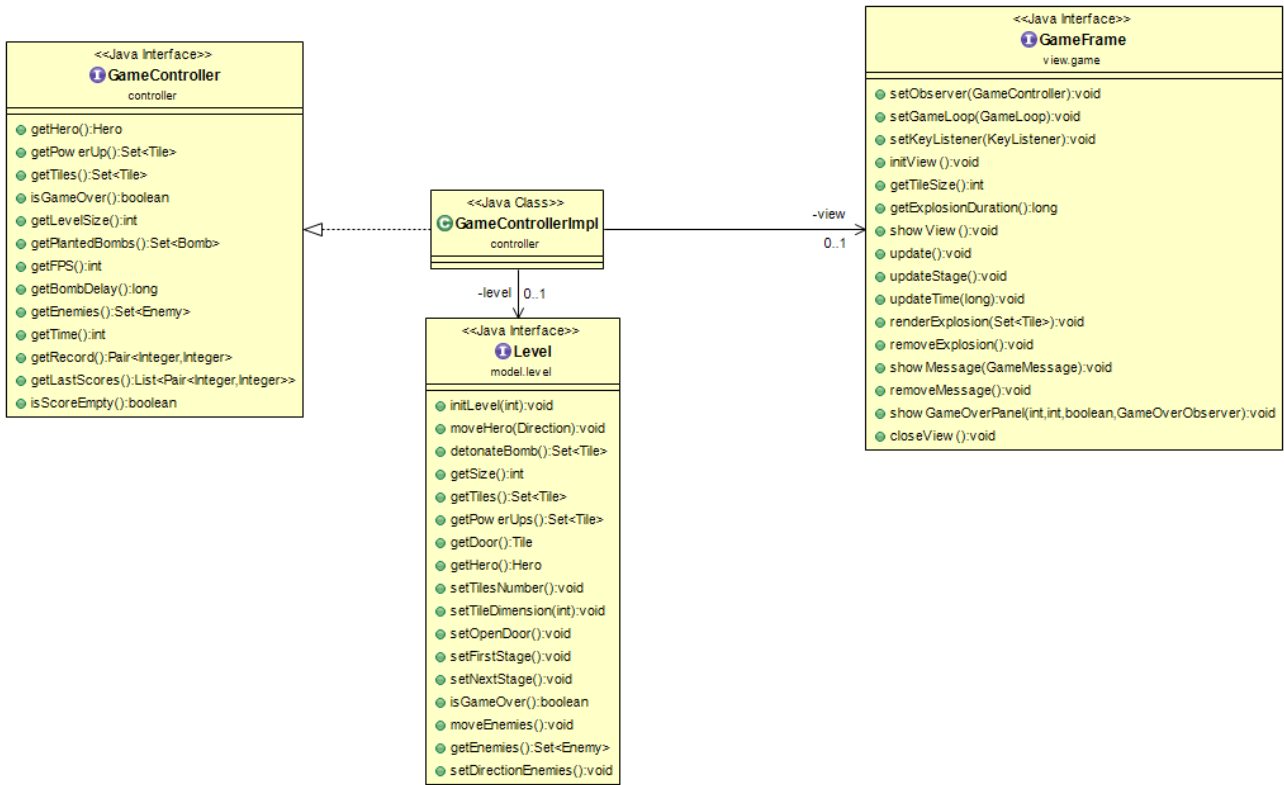 <<Java Interface>>
GameController
controller
getHero():Hero
getPowerUp():Set<Tile>
getTiles():Set<Tile>
isGameOver():boolean
getLevelSize():int
getPlantedBombs():Set<Bomb>
getFPS():int
getBombDelay():long
getEnemies():Set<Enemy>
getTime():int
getRecord():Pair<Integer,Integer>
getLastScores():List<Pair<Integer,Integer>>
isScoreEmpty():boolean
<<Java Class>>
GameControllerImpl
controller
-view
0..1
-level 0..1
<<Java Interface>>
Level
model.level
initLevel(int):void
moveHero(Direction):void
detonateBomb():Set<Tile>
getSize():int
getTiles():Set<Tile>
getPowerUps():Set<Tile>
getDoor():Tile
getHero():Hero
setTilesNumber():void
setTileDimension(int):void
setOpenDoor():void
setFirstStage():void
setNextStage():void
isGameOver():boolean
moveEnemies():void
getEnemies():Set<Enemy>
setDirectionEnemies():void
<<Java Interface>>
GameFrame
view.game
setObserver(GameController):void
setGameLoop(GameLoop):void
setKeyListener(KeyListener):void
initView():void
getTileSize():int
getExplosionDuration():long
showView():void
update():void
updateStage():void
updateTime(long):void
renderExplosion(Set<Tile>):void
removeExplosion():void
showMessage(GameMessage):void
removeMessage():void
showGameOverPanel(int,int,boolean,GameOverObserver):void
closeView():void